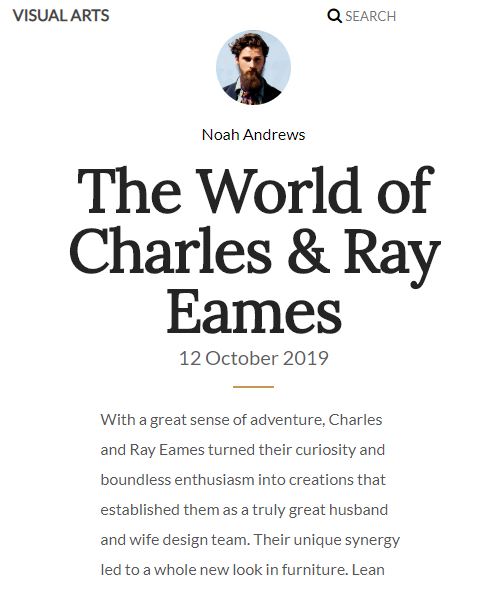 VISUAL ARTS
SEARCH
Noah Andrews
The World of
Charles & Ray
Eames
12 October 2019
With a great sense of adventure, Charles
and Ray Eames turned their curiosity and
boundless enthusiasm into creations that
established them as a truly great husband
and wife design team. Their unique synergy
led to a whole new look in furniture. Lean